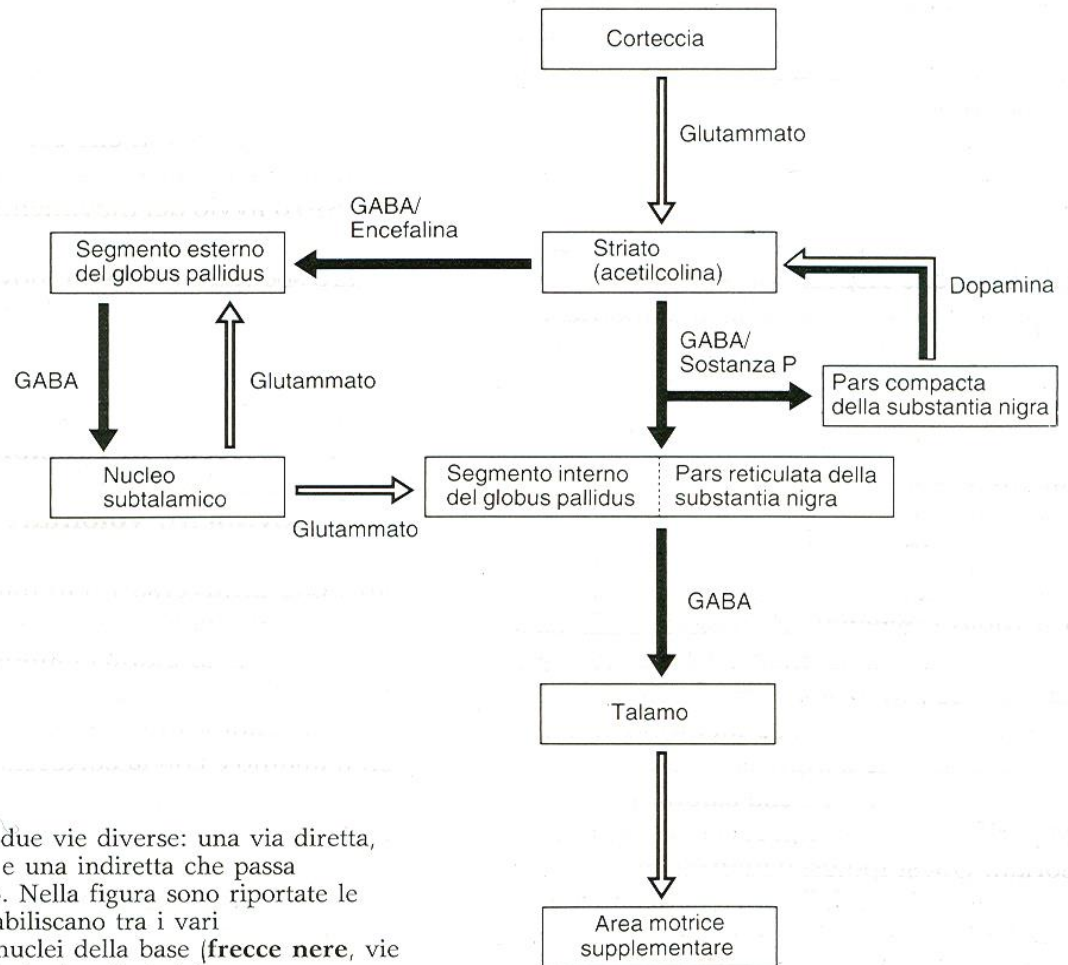 Corteccia
Glutammato
GABA/
Encefalina
Segmento esterno
del globus pallidus
Striato
(acetilcolina)
Dopamina
GABA
Glutammato
GABA/
Sostanza P
Pars compacta
della substantia nigra
Nucleo
subtalamico
Glutammato
Segmento interno
del globus pallidus
Pars reticulata della
substantia nigra
GABA
Talamo
Area motrice
supplementare
due vie diverse: una via diretta,
e una indiretta che passa
. Nella figura sono riportate le
abiliscano tra i vari
nuclei della base (frecce nere, vie